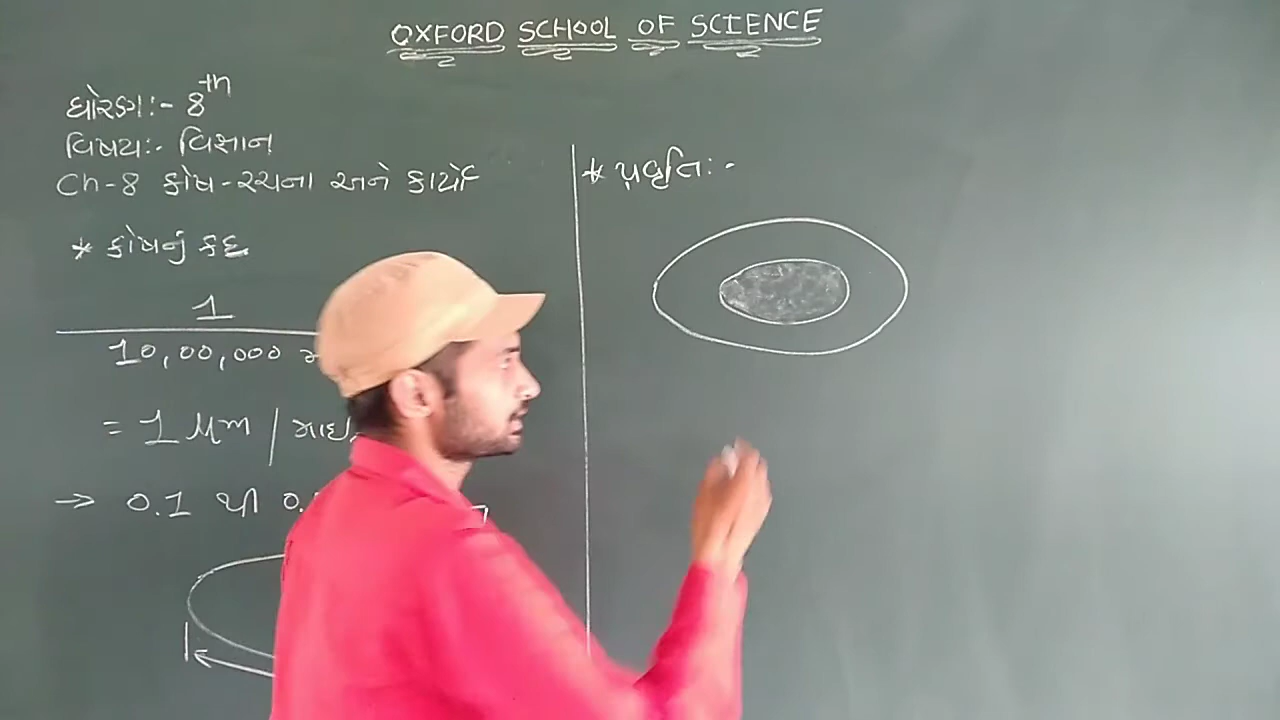 OXFORD SCHOOL OF SCIENCE
ધોરણ:- 8th
વિષય:- વિજ્ઞાન
Ch-8 કોષ-રચના અને કાર્યો
* કોષનું કદ
1
10,00,000
= 1 μm /
→ 0.1 થી
* પ્રવૃતિ:-